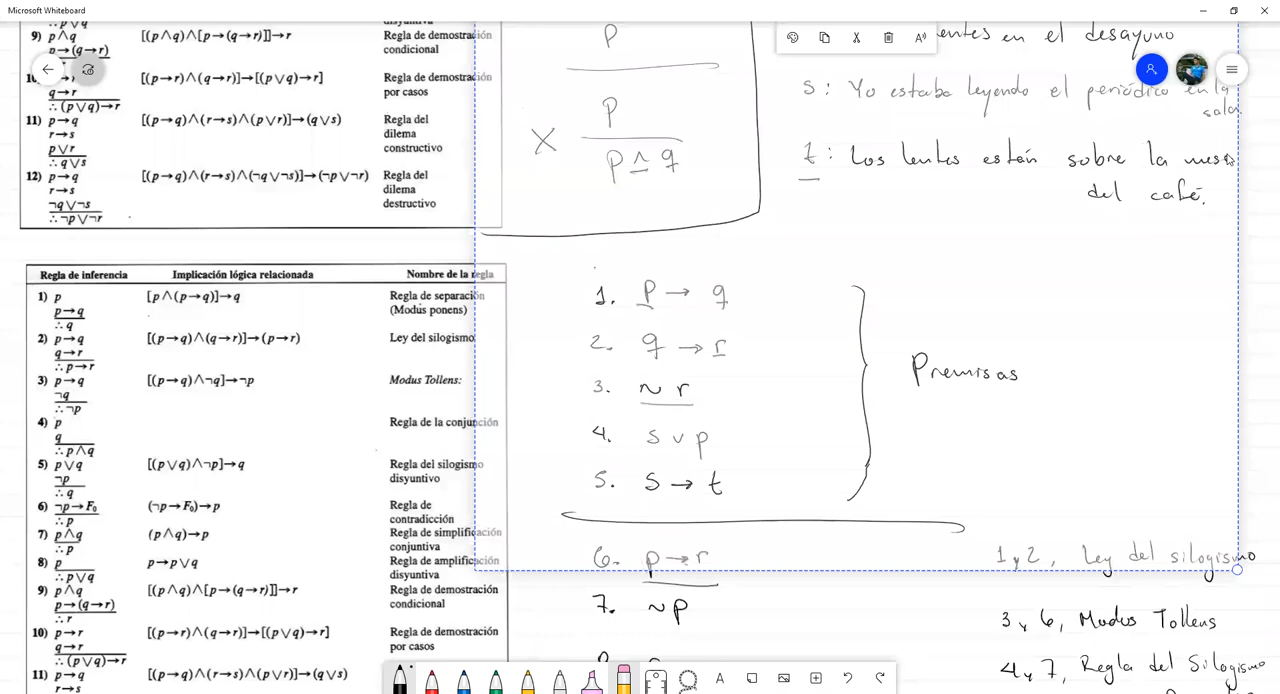 Microsoft Whiteboard
∴ p∨q
disyuntiva
9) p∧q [(p∧q)∧[p→(q→r)]]→r Regla de demostración
p→(q→r) condicional
[(p→r)∧(q→r)]→[(p∨q)→r] Regla de demostración
q→r por casos
∴ (p∨q)→r
11) p→q [(p→q)∧(r→s)∧(p∨r)]→(q∨s) Regla del
r→s dilema
p∨r constructivo
∴ q∨s
12) p→q [(p→q)∧(r→s)∧(¬q∨¬s)]→(¬p∨¬r) Regla del
r→s dilema
¬q∨¬s destructivo
∴ ¬p∨¬r
p
p
X
p ∧ q
entes en el desayuno
s: Yo estaba leyendo el periódico en la
sala
t: Los lentes están sobre la mesa
del café.
Regla de inferencia Implicación lógica relacionada Nombre de la regla
1) p [p∧(p→q)]→q Regla de separación
p→q (Modus ponens)
∴ q
2) p→q [(p→q)∧(q→r)]→(p→r) Ley del silogismo
q→r
∴ p→r
3) p→q [(p→q)∧¬q]→¬p Modus Tollens:
¬q
∴ ¬p
4) p Regla de la conjunción
q
∴ p∧q
5) p∨q [(p∨q)∧¬p]→q Regla del silogismo
¬p disyuntivo
∴ q
6) ¬p→F₀ (¬p→F₀)→p Regla de
∴ p contradicción
7) p∧q (p∧q)→p Regla de simplificación
∴ p conjuntiva
8) p p→p∨q Regla de amplificación
∴ p∨q disyuntiva
9) p∧q [(p∧q)∧[p→(q→r)]]→r Regla de demostración
p→(q→r) condicional
∴ r
10) p→r [(p→r)∧(q→r)]→[(p∨q)→r] Regla de demostración
q→r por casos
∴ (p∨q)→r
11) p→q [(p→q)∧(r→s)∧(p∨r)]→(q∨s) Regla del
r→s
1. p → q
2. q → r
3. ~ r
4. s ∨ p
5. s → t
Premisas
6. p → r 1 y 2, Ley del silogismo
7. ~p 3 y 6, Modus Tollens
4 y 7, Regla del Silogismo